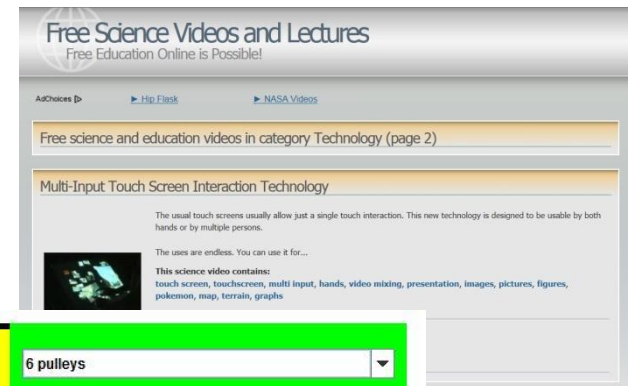 Free Science Videos and Lectures
Free Education Online is Possible!
AdChoices
► Hip Flask
► NASA Videos
Free science and education videos in category Technology (page 2)
Multi-Input Touch Screen Interaction Technology
The usual touch screens usually allow just a single touch interaction. This new technology is designed to be usable by both
hands or by multiple persons.
The uses are endless. You can use it for...
This science video contains:
touch screen, touchscreen, multi input, hands, video mixing, presentation, images, pictures, figures,
pokemon, map, terrain, graphs
6 pulleys